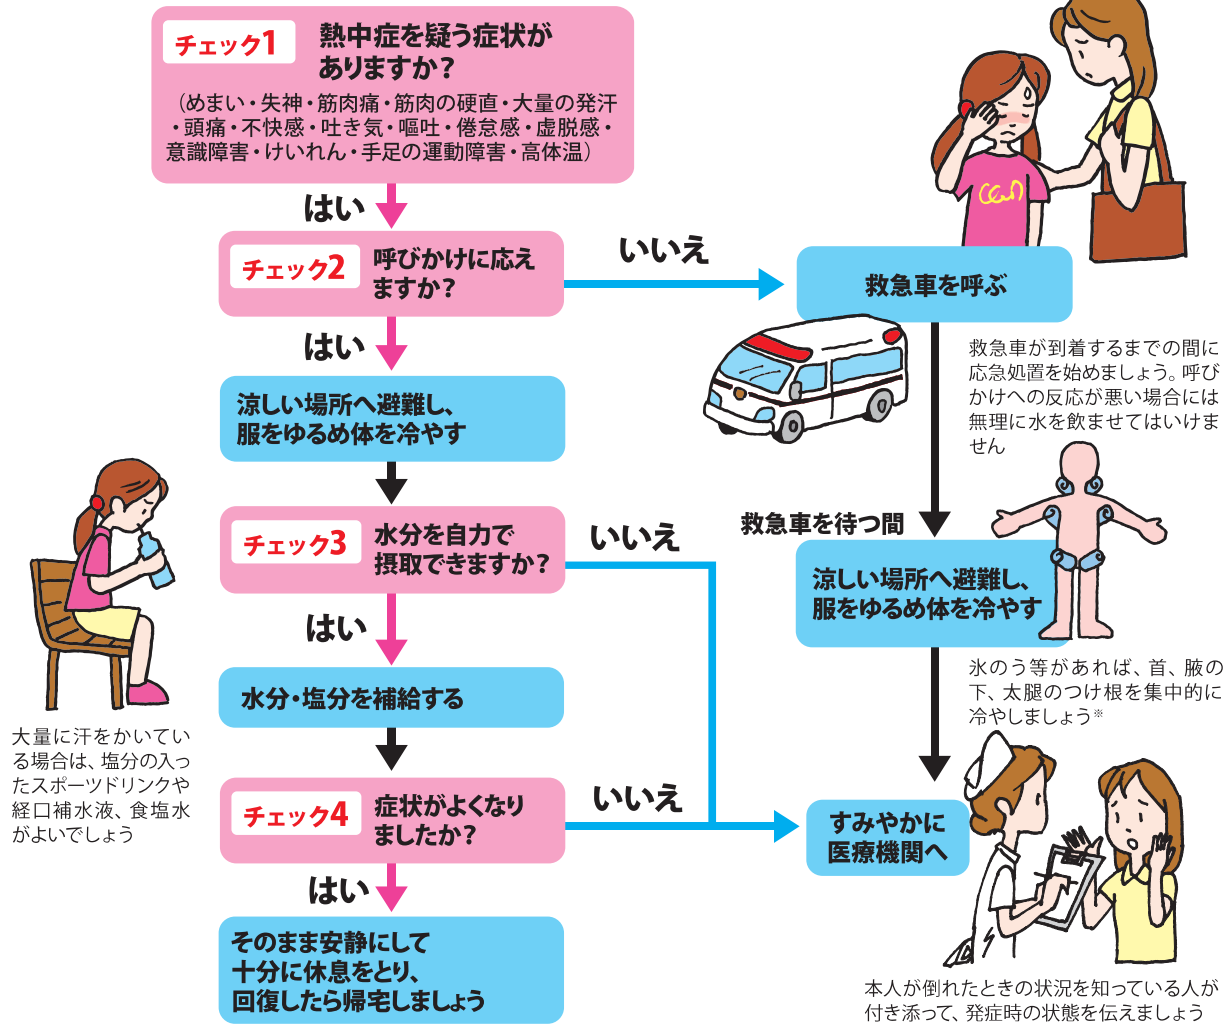 チェック1
熱中症を疑う症状が
ありますか?
（めまい・失神・筋肉痛・筋肉の硬直・大量の発汗
・頭痛・不快感・吐き気・嘔吐・倦怠感・虚脱感・
意識障害・けいれん・手足の運動障害・高体温）
はい
チェック2
呼びかけに応え
ますか?
いいえ
救急車を呼ぶ
救急車が到着するまでの間に
応急処置を始めましょう。呼び
かけへの反応が悪い場合には
無理に水を飲ませてはいけま
せん
はい
涼しい場所へ避難し、
服をゆるめ体を冷やす
救急車を待つ間
涼しい場所へ避難し、
服をゆるめ体を冷やす
氷のう等があれば、首、腋の
下、太腿のつけ根を集中的に
冷やしましょう※
チェック3
水分を自力で
摂取できますか?
いいえ
はい
水分・塩分を補給する
大量に汗をかいてい
る場合は、塩分の入っ
たスポーツドリンクや
経口補水液、食塩水
がよいでしょう
チェック4
症状がよくなり
ましたか?
いいえ
すみやかに
医療機関へ
はい
そのまま安静にして
十分に休息をとり、
回復したら帰宅しましょう
本人が倒れたときの状況を知っている人が
付き添って、発症時の状態を伝えましょう